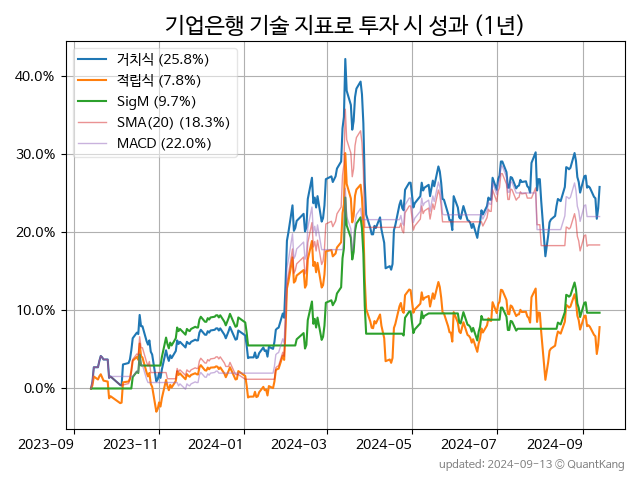 기업은행 기술 지표로 투자 시 성과 (1년)
거치식 (25.8%)
적립식 (7.8%)
SigM (9.7%)
SMA(20) (18.3%)
MACD (22.0%)
40.0%
30.0%
20.0%
10.0%
0.0%
2023-09 2023-11 2024-01 2024-03 2024-05 2024-07 2024-09
updated: 2024-09-13 © QuantKang